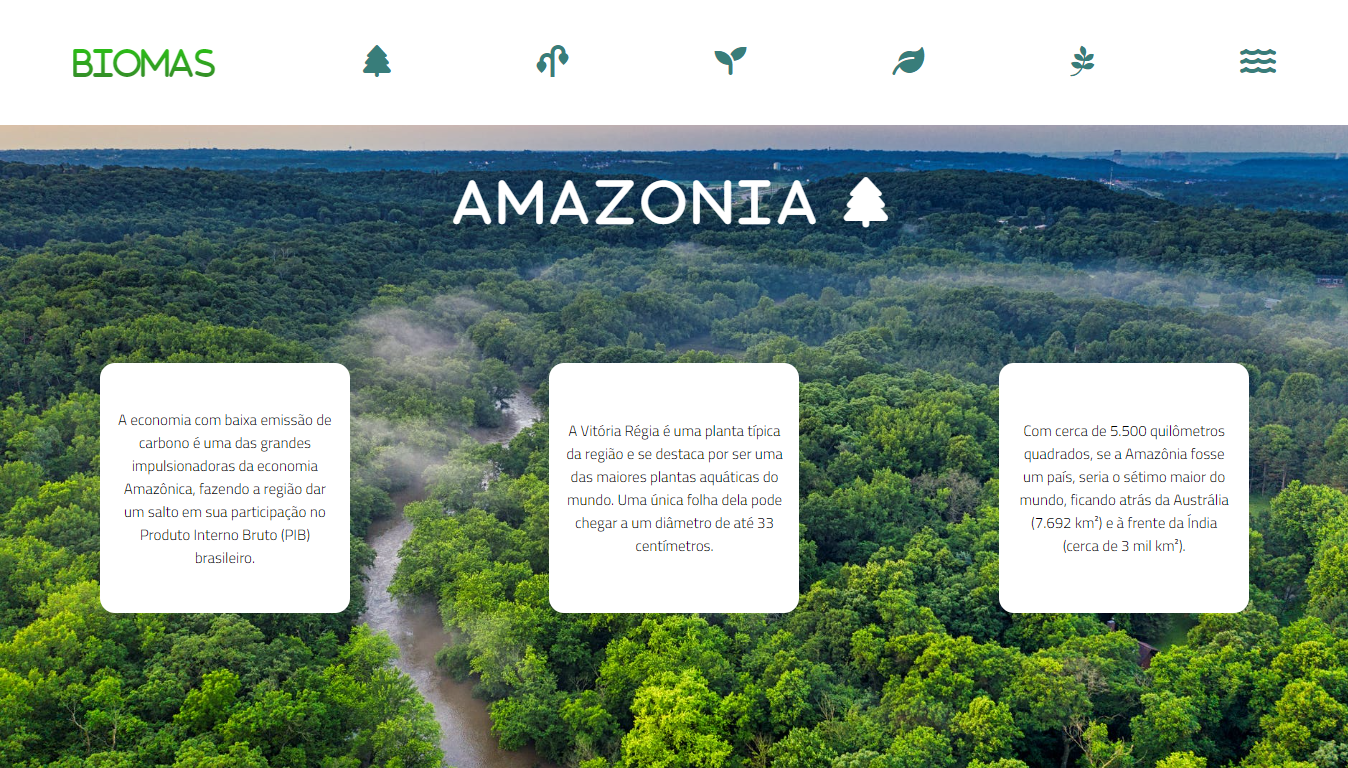 BIOMAS
AMAZONIA
A economia com baixa emissão de
carbono é uma das grandes
impulsionadoras da economia
Amazônica, fazendo a região dar
um salto em sua participação no
Produto Interno Bruto (PIB)
brasileiro.
A Vitória Régia é uma planta típica
da região e se destaca por ser uma
das maiores plantas aquáticas do
mundo. Uma única folha dela pode
chegar a um diâmetro de até 33
centímetros.
Com cerca de 5.500 quilômetros
quadrados, se a Amazônia fosse
um país, seria o sétimo maior do
mundo, ficando atrás da Austrália
(7.692 km²) e à frente da Índia
(cerca de 3 mil km²).